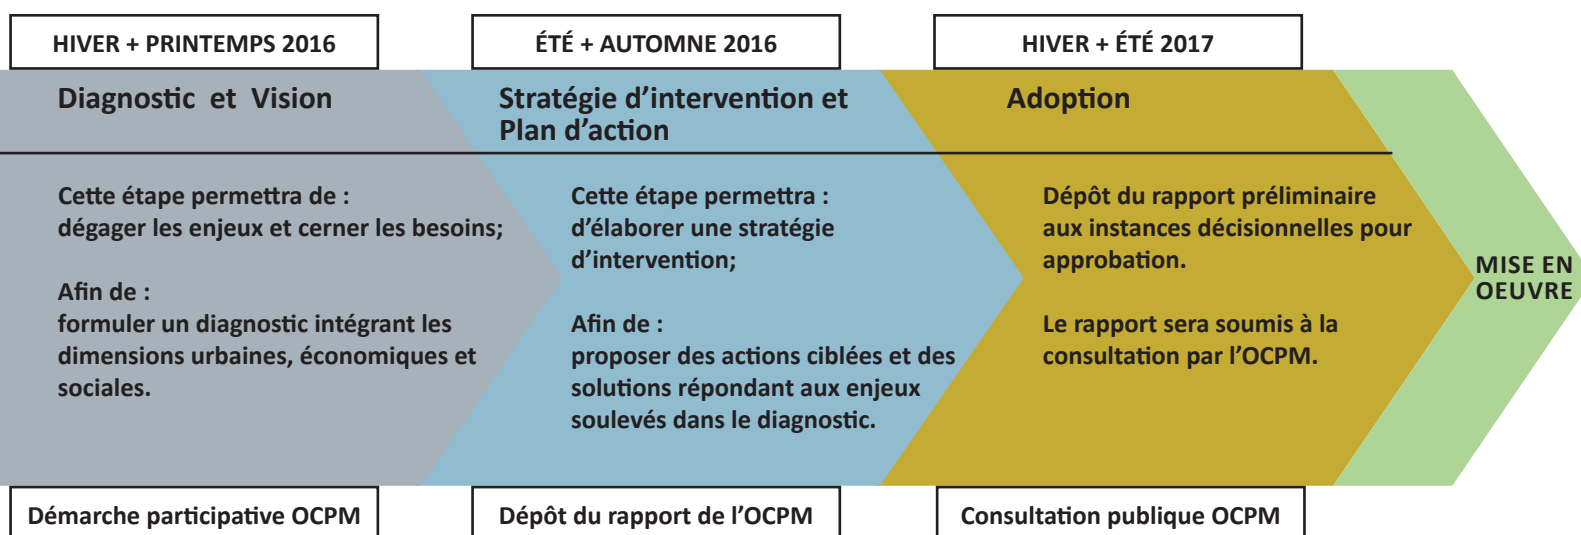 HIVER + PRINTEMPS 2016
ÉTÉ + AUTOMNE 2016
HIVER + ÉTÉ 2017
Diagnostic et Vision
Stratégie d’intervention et
Plan d’action
Adoption
Cette étape permettra de :
dégager les enjeux et cerner les besoins;
Afin de :
formuler un diagnostic intégrant les
dimensions urbaines, économiques et
sociales.
Cette étape permettra :
d’élaborer une stratégie
d’intervention;
Afin de :
proposer des actions ciblées et des
solutions répondant aux enjeux
soulevés dans le diagnostic.
Dépôt du rapport préliminaire
aux instances décisionnelles pour
approbation.
Le rapport sera soumis à la
consultation par l’OCPM.
MISE EN
OEUVRE
Démarche participative OCPM
Dépôt du rapport de l’OCPM
Consultation publique OCPM